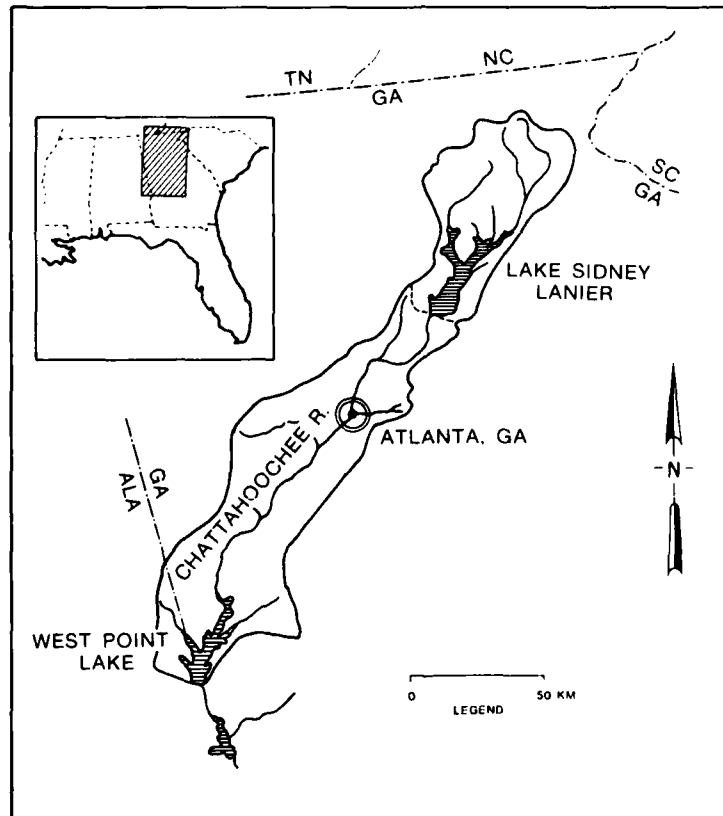 TN
NC
GA
SC
GA
LAKE SIDNEY
LANIER
ATLANTA, GA
CHATTAHOOCHEE R.
GA
ALA
N
WEST POINT
LAKE
0 50 KM
LEGEND